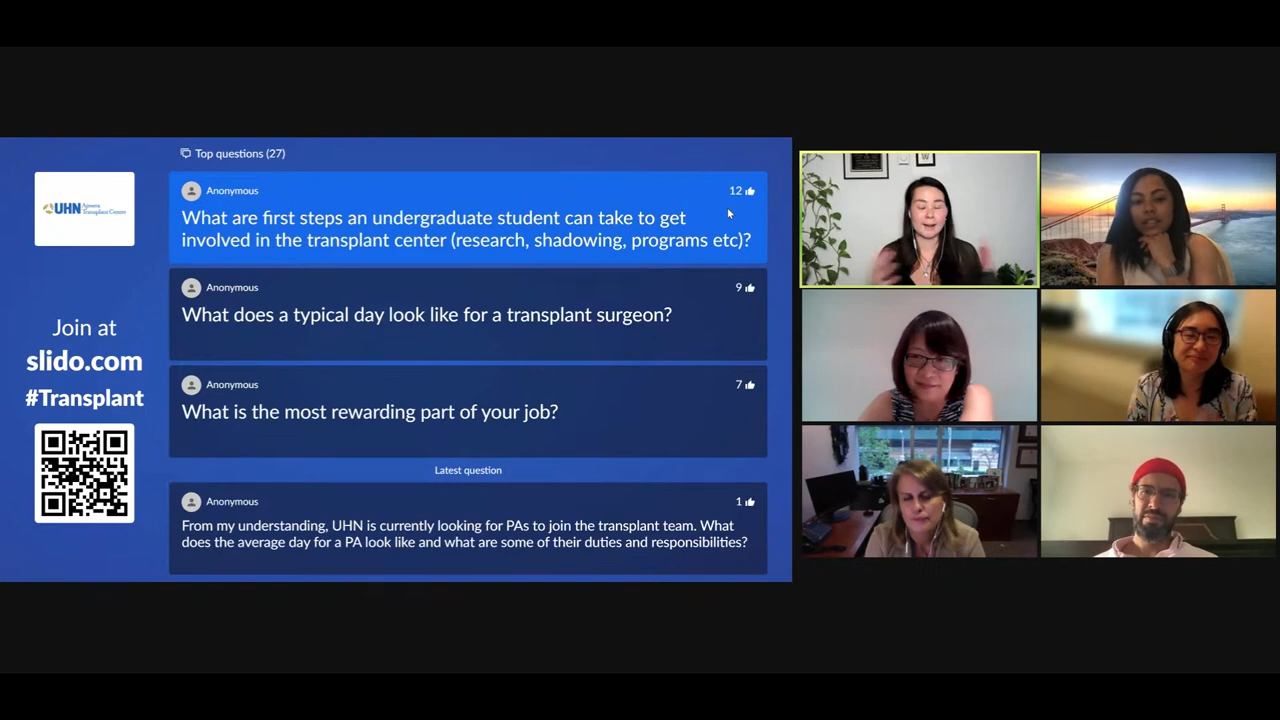 Top questions (27)
UHN Ajmera
Transplant Centre
Join at
slido.com
#Transplant
Anonymous
12
What are first steps an undergraduate student can take to get
involved in the transplant center (research, shadowing, programs etc)?
Anonymous
9
What does a typical day look like for a transplant surgeon?
Anonymous
7
What is the most rewarding part of your job?
Latest question
Anonymous
1
From my understanding, UHN is currently looking for PAs to join the transplant team. What
does the average day for a PA look like and what are some of their duties and responsibilities?